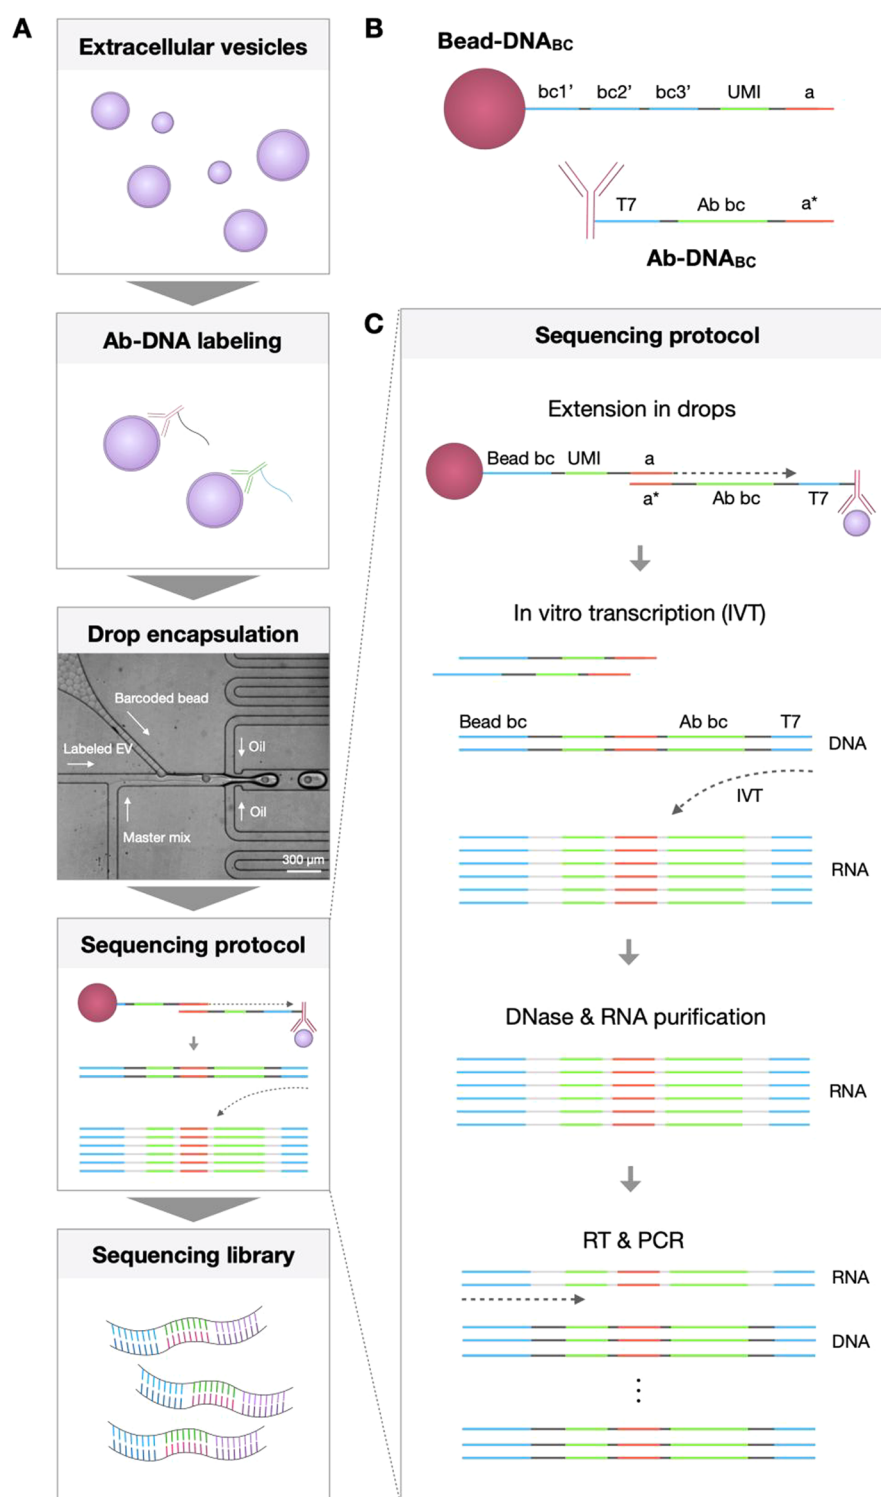 A
Extracellular vesicles
Ab-DNA labeling
Drop encapsulation
Barcoded bead
Labeled EV
Oil
Oil
Master mix
300 µm
Sequencing protocol
Sequencing library
B
Bead-DNABC
bc1’ bc2’ bc3’ UMI a
T7 Ab bc a*
Ab-DNABC
C
Sequencing protocol
Extension in drops
Bead bc UMI a
a* Ab bc T7
In vitro transcription (IVT)
Bead bc Ab bc T7
DNA
IVT
RNA
DNase & RNA purification
RNA
RT & PCR
RNA
DNA